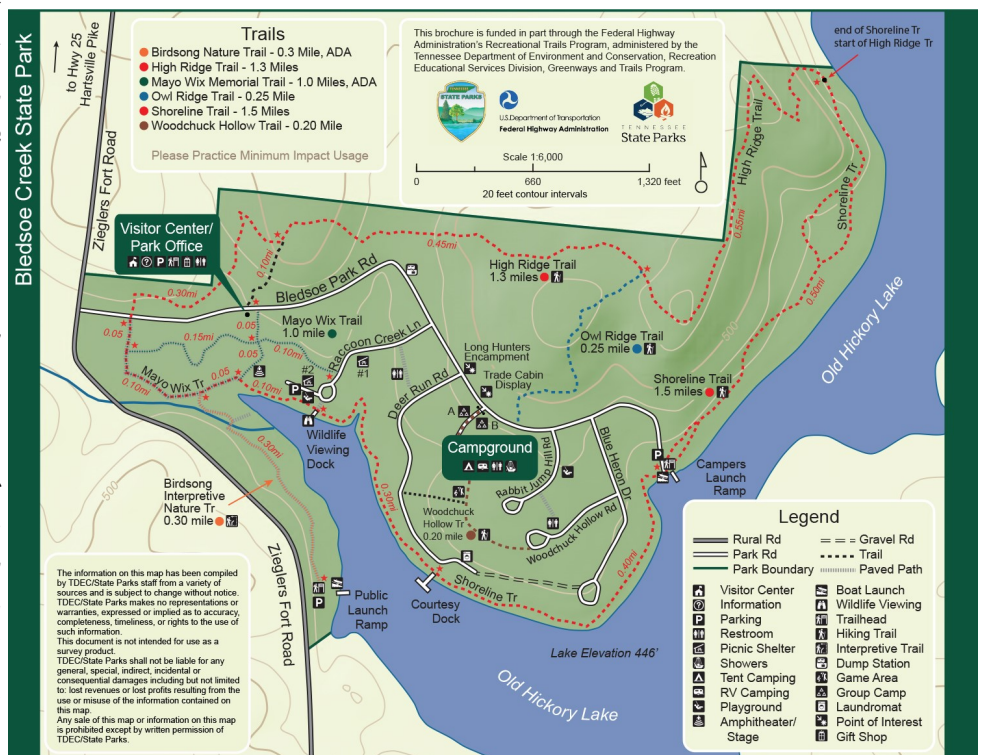 Bledsoe Creek State Park
to Hwy 25
Hartsville Pike
Zieglers Fort Road
Trails
Birdsong Nature Trail - 0.3 Mile, ADA
High Ridge Trail - 1.3 Miles
Mayo Wix Memorial Trail - 1.0 Miles, ADA
Owl Ridge Trail - 0.25 Mile
Shoreline Trail - 1.5 Miles
Woodchuck Hollow Trail - 0.20 Mile
Please Practice Minimum Impact Usage
This brochure is funded in part through the Federal Highway
Administration's Recreational Trails Program, administered by the
Tennessee Department of Environment and Conservation, Recreation
Educational Services Division, Greenways and Trails Program.
TENNESSEE
STATE PARKS
U.S.Department of Transportation
Federal Highway Administration
TENNESSEE
State Parks
Scale 1:6,000
0 660 1,320 feet
20 feet contour intervals
end of Shoreline Tr
start of High Ridge Tr
High Ridge Trail
Shoreline Tr
0.55mi
0.50mi
Visitor Center/
Park Office
0.10mi
0.45mi
0.30mi
Bledsoe Park Rd
High Ridge Trail
1.3 miles
Mayo Wix Trail
1.0 mile
0.05
0.05
0.15mi
0.05
0.10mi
Raccoon Creek Ln
Owl Ridge Trail
0.25 mile
-500
Old Hickory Lake
Long Hunters
Encampment
Trade Cabin
Display
Shoreline Trail
1.5 miles
Mayo Wix Tr
0.10mi
0.05
0.10mi
#2
#1
Deer Run Rd
A
B
Wildlife
Viewing
Dock
Campground
Rabbit Jump Hill Rd
Blue Heron Dr
Campers
Launch
Ramp
0.30mi
-500
Birdsong
Interpretive
Nature Tr
0.30 mile
0.30mi
Woodchuck
Hollow Tr
0.20 mile
Woodchuck Hollow Rd
0.40mi
Shoreline Tr
Courtesy
Dock
Zieglers Fort Road
Public
Launch
Ramp
Lake Elevation 446'
Old Hickory Lake
The information on this map has been compiled
by TDEC/State Parks staff from a variety of
sources and is subject to change without notice.
TDEC/State Parks makes no representations or
warranties, expressed or implied as to accuracy,
completeness, timeliness, or rights to the use of
such information.
This document is not intended for use as a
survey product.
TDEC/State Parks shall not be liable for any
general, special, indirect, incidental or
consequential damages including but not limited
to: lost revenues or lost profits resulting from the
use or misuse of the information contained on
this map.
Any sale of this map or information on this map
is prohibited except by written permission of
TDEC/State Parks.
Legend
Rural Rd
Park Rd
Park Boundary
Gravel Rd
Trail
Paved Path
Visitor Center
Information
Parking
Restroom
Picnic Shelter
Showers
Tent Camping
RV Camping
Playground
Amphitheater/
Stage
Boat Launch
Wildlife Viewing
Trailhead
Hiking Trail
Interpretive Trail
Dump Station
Game Area
Group Camp
Laundromat
Point of Interest
Gift Shop